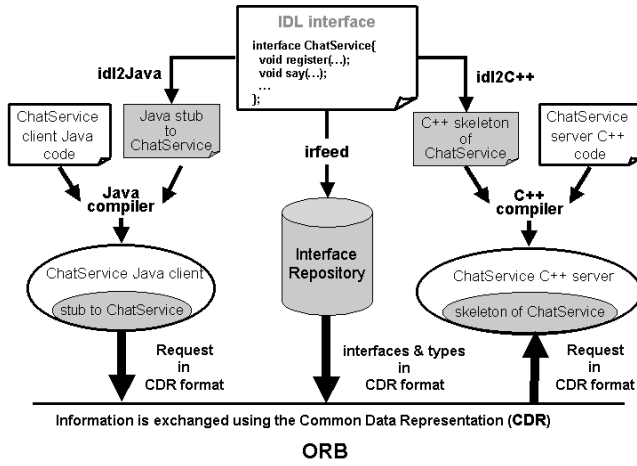 IDL interface
interface ChatService{
void register(...);
void say(...);
...
};
idl2Java
idl2C++
ChatService
client Java
code
Java stub
to
ChatService
irfeed
C++ skeleton
of
ChatService
ChatService
server C++
code
Java
compiler
C++
compiler
Interface
Repository
ChatService Java client
stub to ChatService
ChatService C++ server
skeleton of ChatService
Request
in
CDR format
interfaces & types
in
CDR format
Request
in
CDR format
Information is exchanged using the Common Data Representation (CDR)
ORB